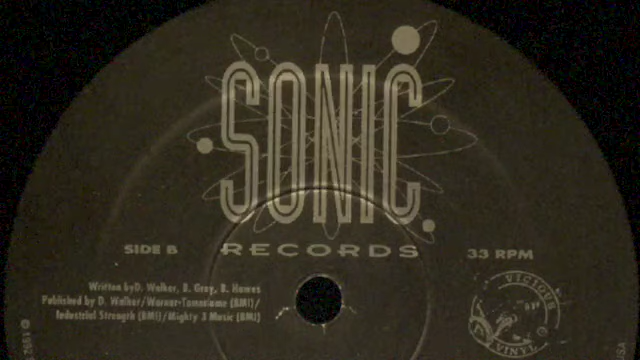 SONIC
RECORDS
SIDE B
33 RPM
Written by D. Walker, B. Gray, B. Hawes
Published by D. Walker/Warner-Tamerlane (BMI)/
Industrial Strength (BMI)/Mighty 3 Music (BMI)
VICIOUS
VINYL